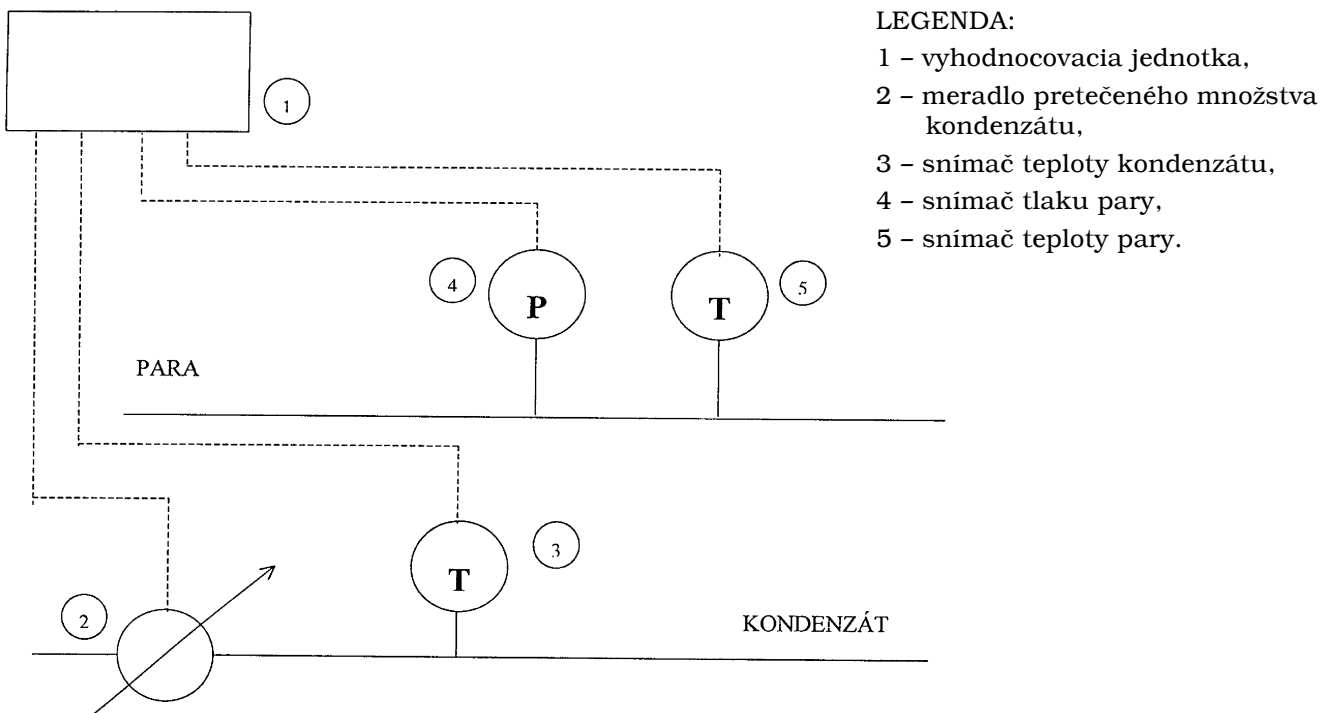 LEGENDA:
1 – vyhodnocovacia jednotka,
2 – meradlo pretečeného množstva
kondenzátu,
3 – snímač teploty kondenzátu,
4 – snímač tlaku pary,
5 – snímač teploty pary.
1
4
P
T
5
PARA
2
T
3
KONDENZÁT